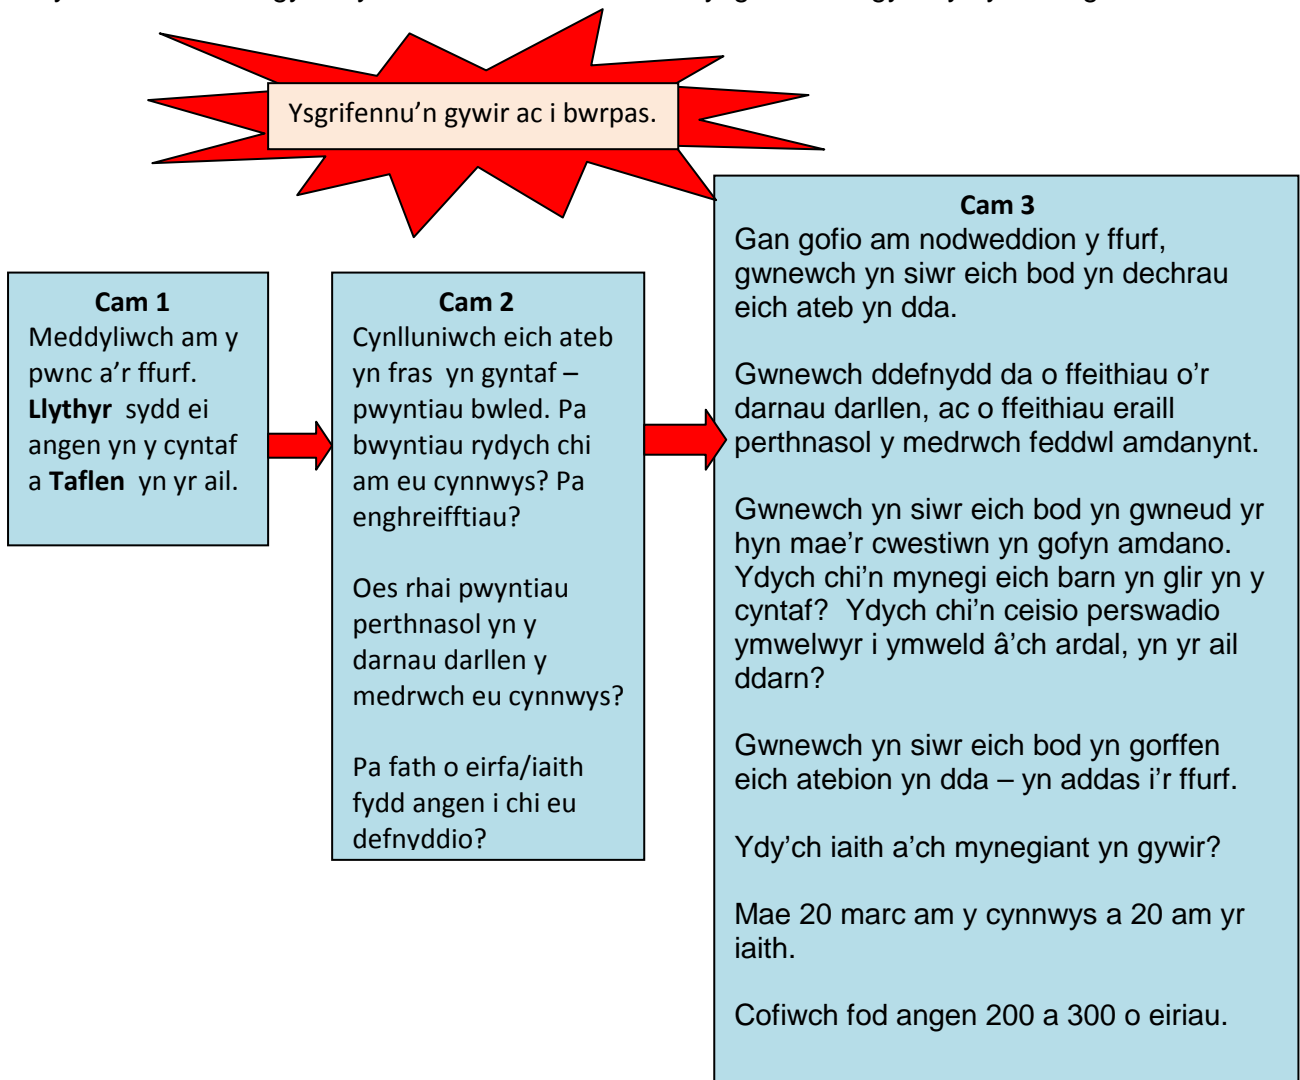 Ysgrifennu'n gywir ac i bwrpas.
Cam 1
Meddyliwch am y
pwnc a'r ffurf.
Llythyr sydd ei
angen yn y cyntaf
a Taflen yn yr ail.
Cam 2
Cynlluniwch eich ateb
yn fras yn gyntaf –
pwyntiau bwled. Pa
bwyntiau rydych chi
am eu cynnwys? Pa
enghreifftiau?
Oes rhai pwyntiau
perthnasol yn y
darnau darllen y
medrwch eu cynnwys?
Pa fath o eirfa/iaith
fydd angen i chi eu
defnyddio?
Cam 3
Gan gofio am nodweddion y ffurf,
gwnewch yn siwr eich bod yn dechrau
eich ateb yn dda.
Gwnewch ddefnydd da o ffeithiau o'r
darnau darllen, ac o ffeithiau eraill
perthnasol y medrwch feddwl amdanynt.
Gwnewch yn siwr eich bod yn gwneud yr
hyn mae'r cwestiwn yn gofyn amdano.
Ydych chi'n mynegi eich barn yn glir yn y
cyntaf? Ydych chi'n ceisio perswadio
ymwelwyr i ymweld â'ch ardal, yn yr ail
ddarn?
Gwnewch yn siwr eich bod yn gorffen
eich atebion yn dda – yn addas i'r ffurf.
Ydy'ch iaith a'ch mynegiant yn gywir?
Mae 20 marc am y cynnwys a 20 am yr
iaith.
Cofiwch fod angen 200 a 300 o eiriau.